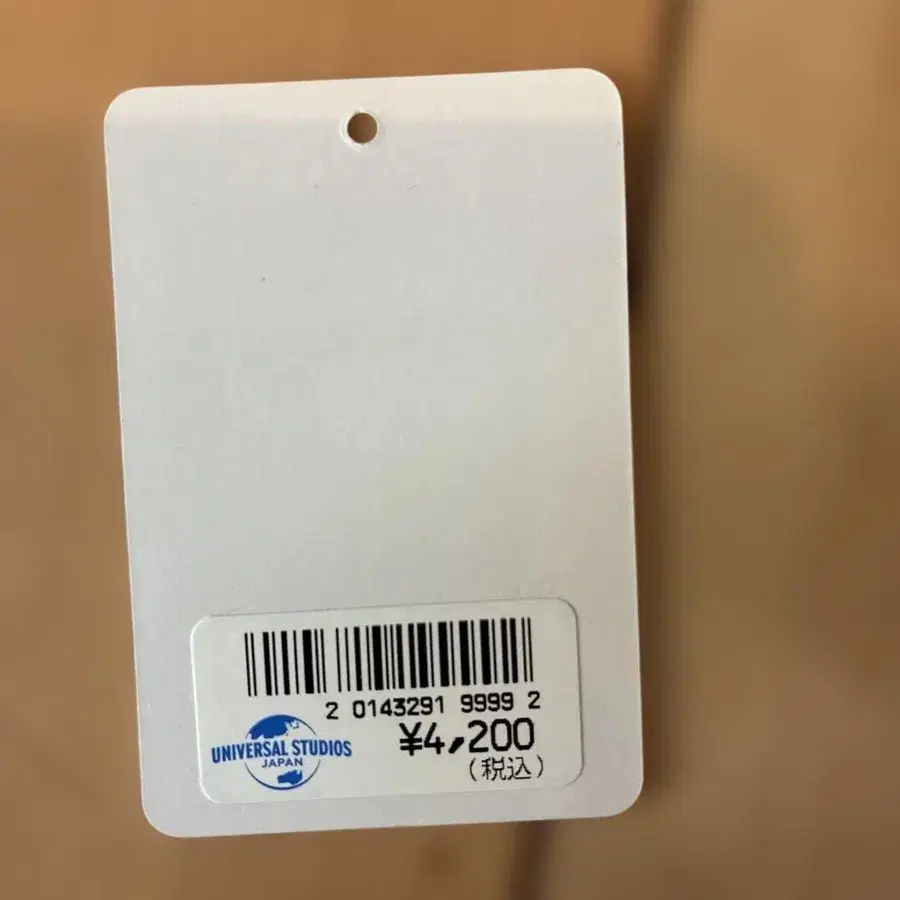 2 0143291 9999 2
¥4,200
(税込)
UNIVERSAL STUDIOS
JAPAN